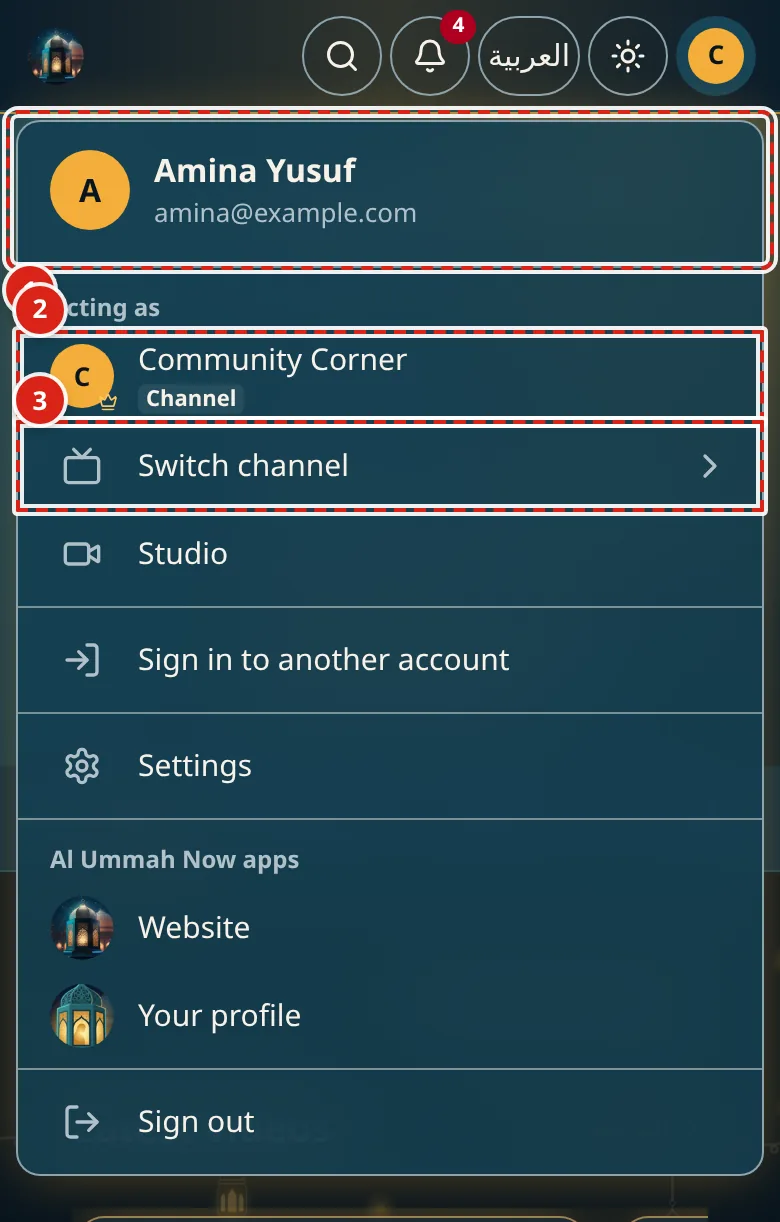 4
العربية
C
A
Amina Yusuf
amina@example.com
2
cting as
C
Community Corner
3
Channel
Switch channel
Studio
Sign in to another account
Settings
Al Ummah Now apps
Website
Your profile
Sign out